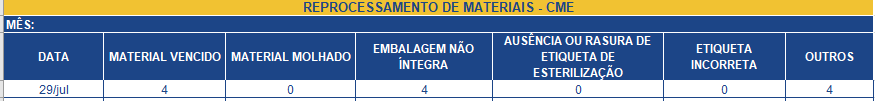 REPROCESSAMENTO DE MATERIAIS - CME
MÊS:
DATA MATERIAL VENCIDO MATERIAL MOLHADO EMBALAGEM NÃO ÍNTEGRA AUSÊNCIA OU RASURA DE ETIQUETA DE ESTERILIZAÇÃO ETIQUETA INCORRETA OUTROS
29/jul 4 0 4 0 0 4